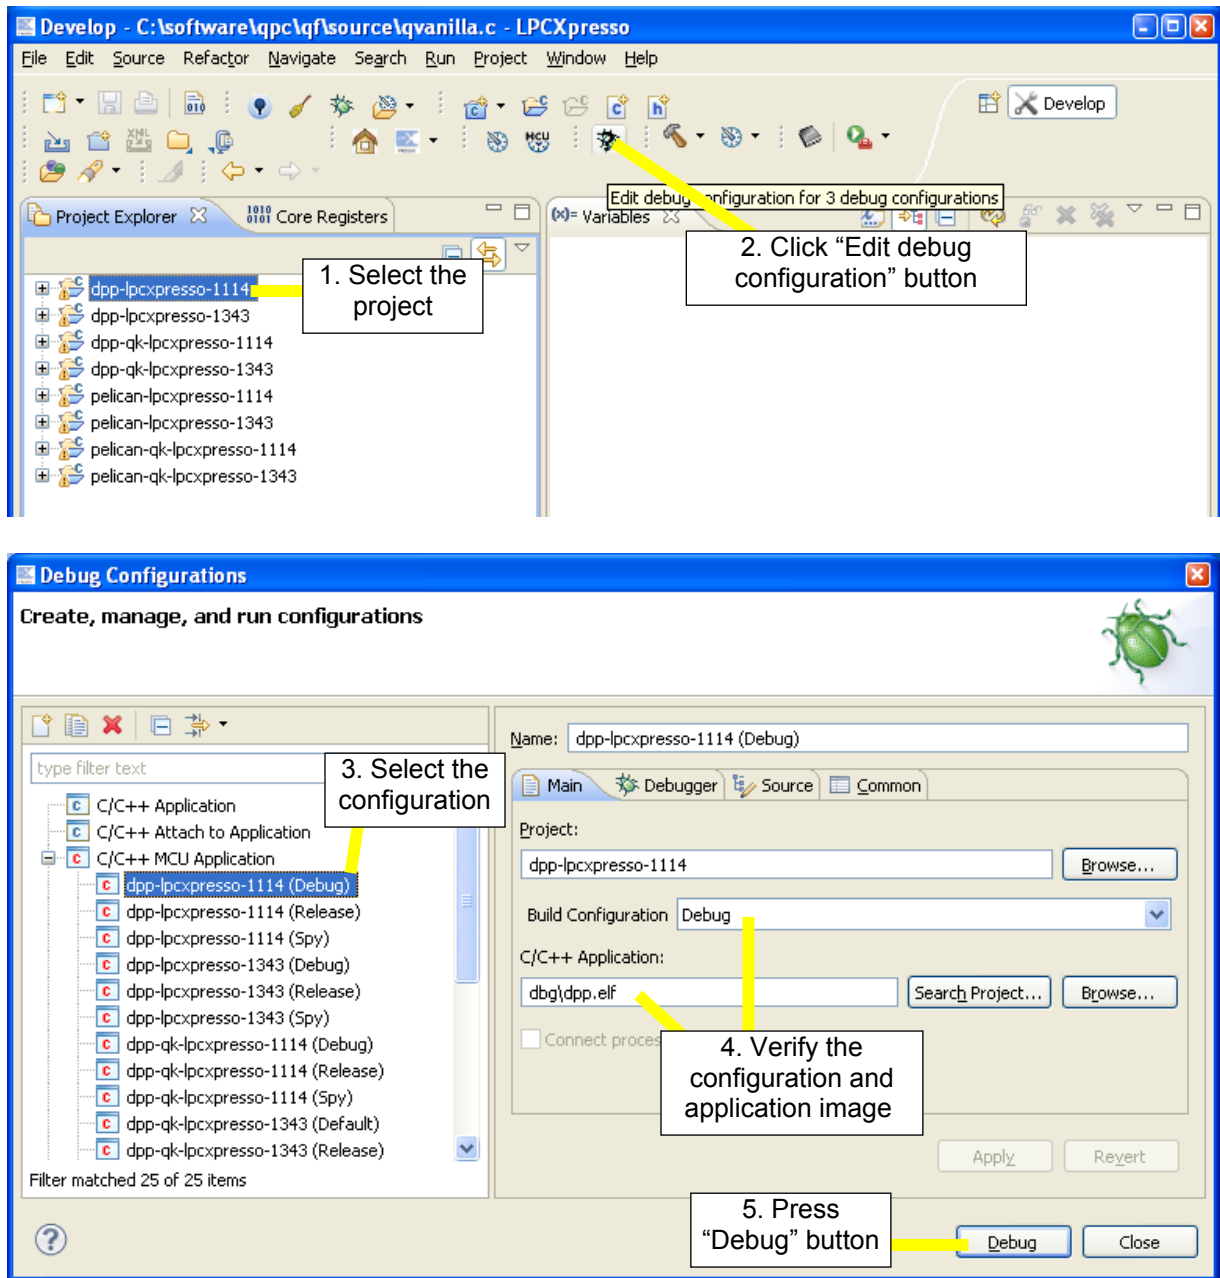 Develop - C:\software\qpc\qf\source\qvanilla.c - LPCXpresso
File Edit Source Refactor Navigate Search Run Project Window Help
010
c h
Develop
XML
MCU
Edit debug configuration for 3 debug configurations
Project Explorer
1010 0101 Core Registers
(x)= Variables
1. Select the
project
2. Click “Edit debug
configuration” button
dpp-lpcxpresso-1114
dpp-lpcxpresso-1343
dpp-qk-lpcxpresso-1114
dpp-qk-lpcxpresso-1343
pelican-lpcxpresso-1114
pelican-lpcxpresso-1343
pelican-qk-lpcxpresso-1114
pelican-qk-lpcxpresso-1343
Debug Configurations
Create, manage, and run configurations
type filter text
3. Select the
configuration
C/C++ Application
C/C++ Attach to Application
C/C++ MCU Application
dpp-lpcxpresso-1114 (Debug)
dpp-lpcxpresso-1114 (Release)
dpp-lpcxpresso-1114 (Spy)
dpp-lpcxpresso-1343 (Debug)
dpp-lpcxpresso-1343 (Release)
dpp-lpcxpresso-1343 (Spy)
dpp-qk-lpcxpresso-1114 (Debug)
dpp-qk-lpcxpresso-1114 (Release)
dpp-qk-lpcxpresso-1114 (Spy)
dpp-qk-lpcxpresso-1343 (Default)
dpp-qk-lpcxpresso-1343 (Release)
Filter matched 25 of 25 items
Name: dpp-lpcxpresso-1114 (Debug)
Main Debugger Source Common
Project:
dpp-lpcxpresso-1114 Browse...
Build Configuration Debug
C/C++ Application:
dbg\dpp.elf Search Project... Browse...
Connect proces
4. Verify the
configuration and
application image
Apply Revert
5. Press
“Debug” button
? Debug Close